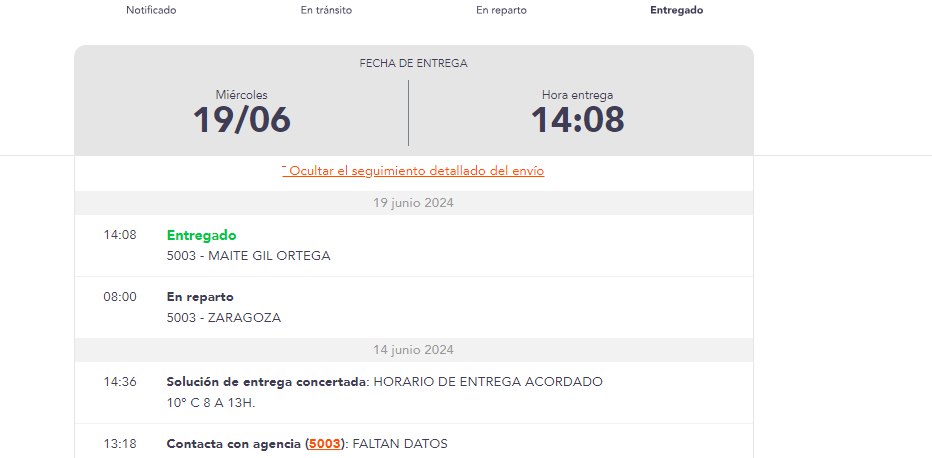 Notificado En tránsito En reparto Entregado
FECHA DE ENTREGA
Miércoles Hora entrega
19/06 14:08
Ocultar el seguimiento detallado del envío
19 junio 2024
14:08 Entregado
5003 - MAITE GIL ORTEGA
08:00 En reparto
5003 - ZARAGOZA
14 junio 2024
14:36 Solución de entrega concertada: HORARIO DE ENTREGA ACORDADO
10º C 8 A 13H.
13:18 Contacta con agencia (5003): FALTAN DATOS